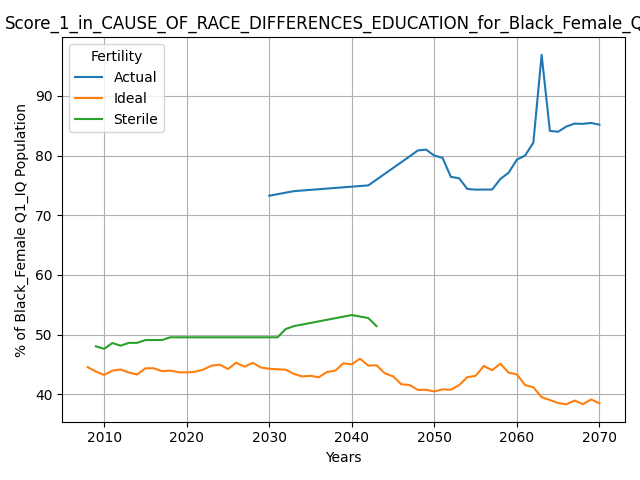 Score_1_in_CAUSE_OF_RACE_DIFFERENCES_EDUCATION_for_Black_Female_Q
Fertility
Actual
Ideal
Sterile
% of Black_Female Q1_IQ Population
90
80
70
60
50
40
2010 2020 2030 2040 2050 2060 2070
Years